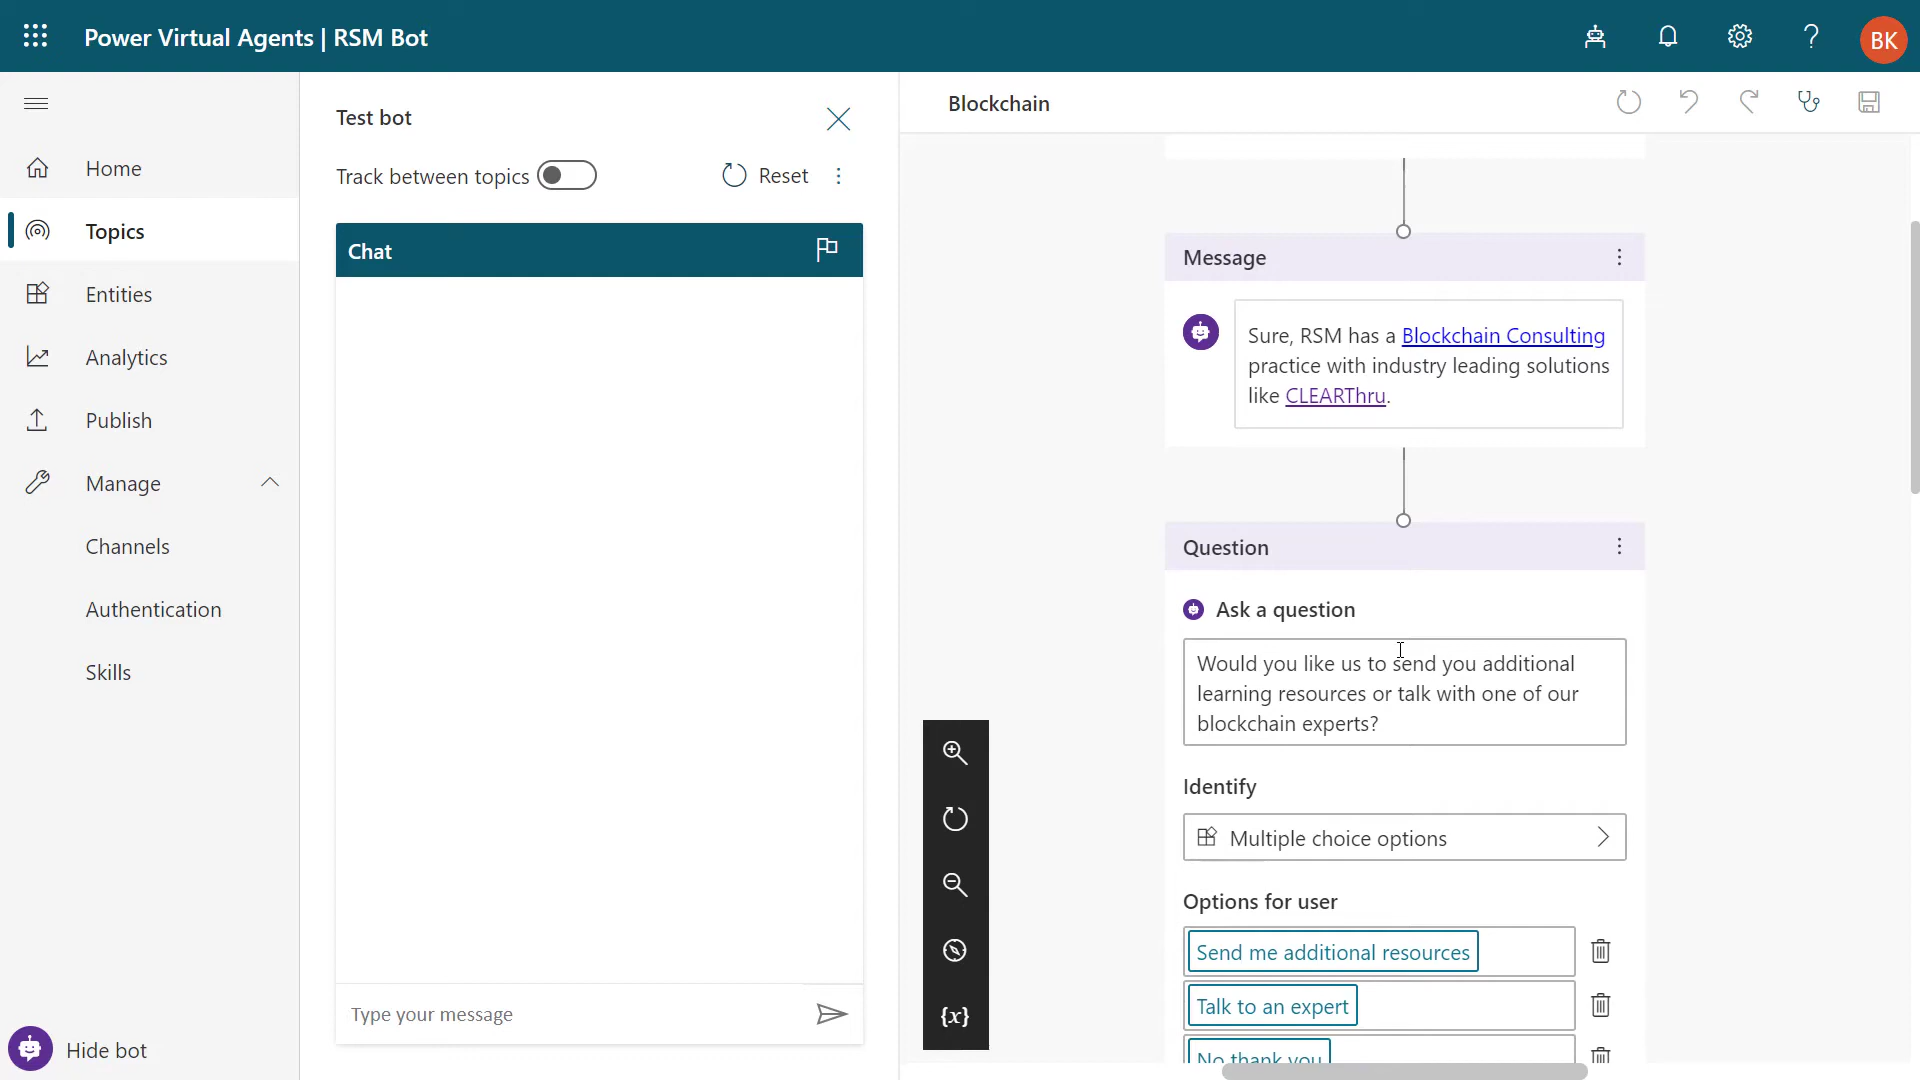 Power Virtual Agents | RSM Bot
BK
Home
Topics
Entities
Analytics
Publish
Manage
Channels
Authentication
Skills
Hide bot
Test bot
Track between topics
Reset
Chat
Type your message
Blockchain
Message
Sure, RSM has a Blockchain Consulting
practice with industry leading solutions
like CLEARThru.
Question
Ask a question
Would you like us to send you additional
learning resources or talk with one of our
blockchain experts?
Identify
Multiple choice options
Options for user
Send me additional resources
Talk to an expert
No thank you
{x}